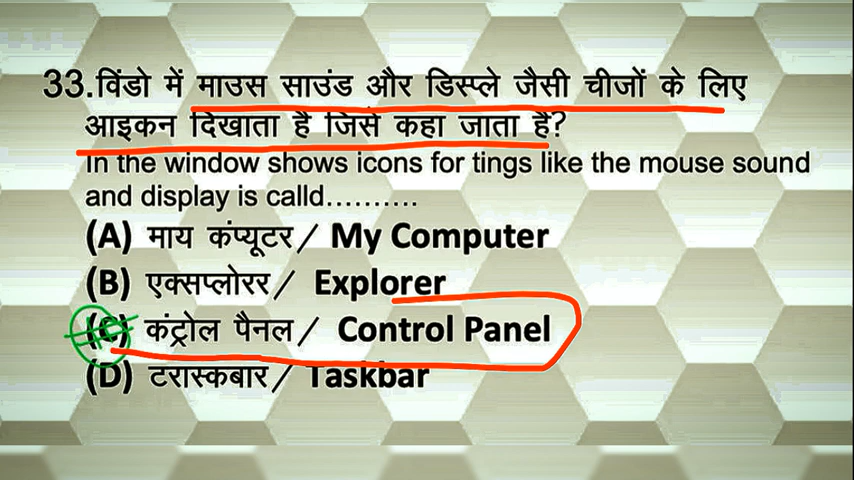 33.विंडो में माउस साउंड और डिस्प्ले जैसी चीजों के लिए
आइकन दिखाता है जिसे कहा जाता है?
In the window shows icons for tings like the mouse sound
and display is calld..........
(A) माय कंप्यूटर/ My Computer
(B) एक्सप्लोरर/ Explorer
(C) कंट्रोल पैनल/ Control Panel
(D) टरास्कबार/ Taskbar